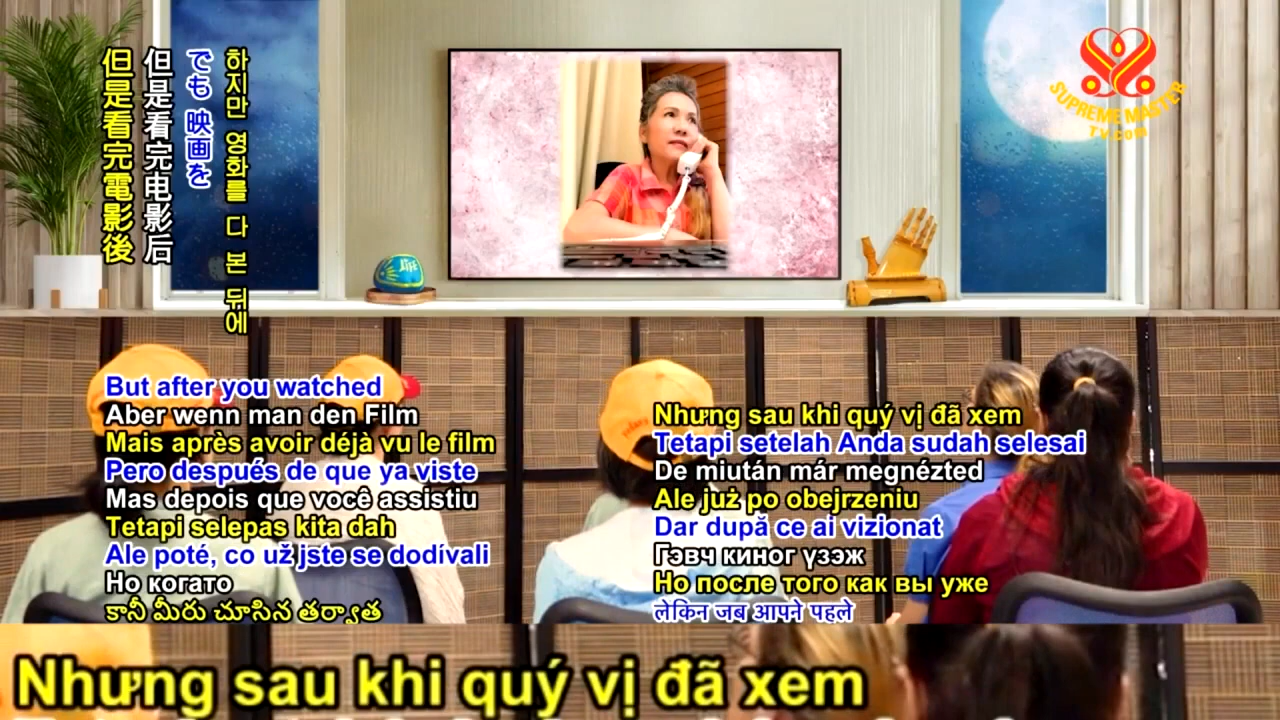 但是看完電影後
但是看完电影后
でも 映画を
하지만 영화를 다 본 뒤에
SUPREME MASTER
TV.COM
But after you watched
Aber wenn man den Film
Mais après avoir déjà vu le film
Pero después de que ya viste
Mas depois que você assistiu
Tetapi selepas kita dah
Ale poté, co už jste se dodívali
Но когато
కానీ మీరు చూసిన తర్వాత
Nhưng sau khi quý vị đã xem
Tetapi setelah Anda sudah selesai
De miután már megnézted
Ale już po obejrzeniu
Dar după ce ai vizionat
Гэвч киног үзэж
Но после того как вы уже
लेकिन जब आपने पहले
Nhưng sau khi quý vị đã xem